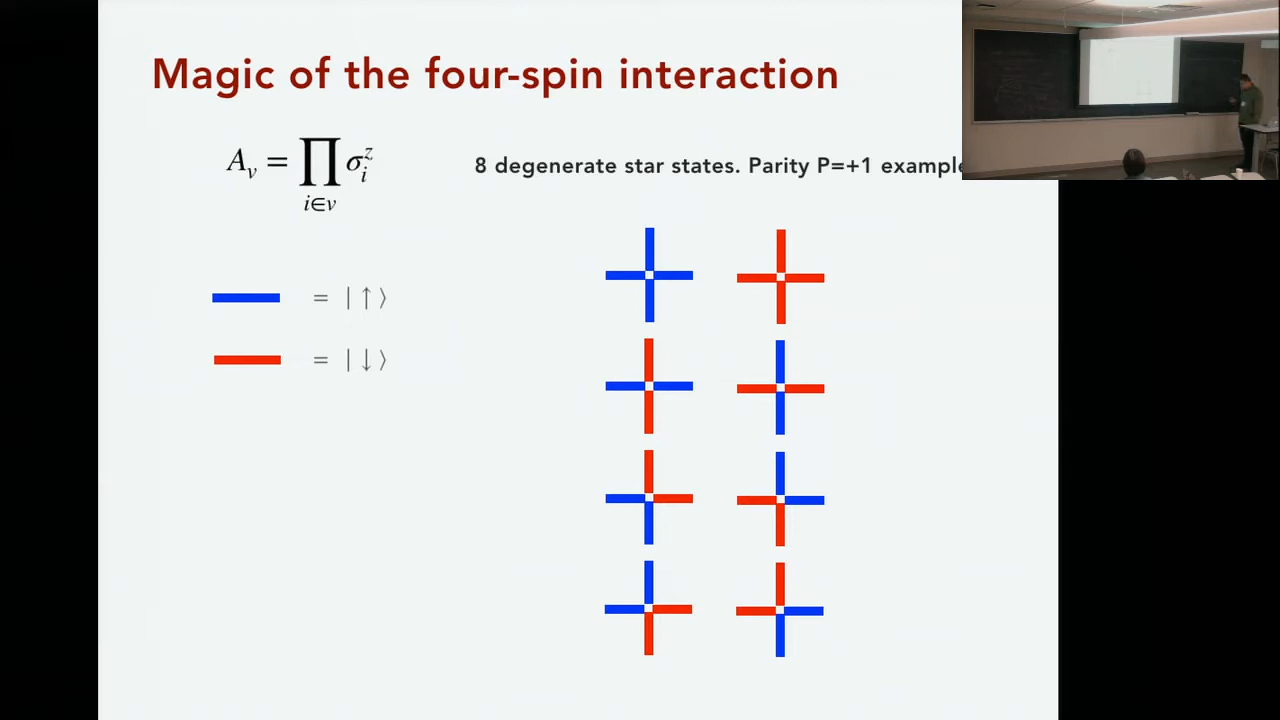 Magic of the four-spin interaction
A_v = ∏_{i∈v} σ_i^z
8 degenerate star states. Parity P=+1 example
= | ↑ ⟩
= | ↓ ⟩